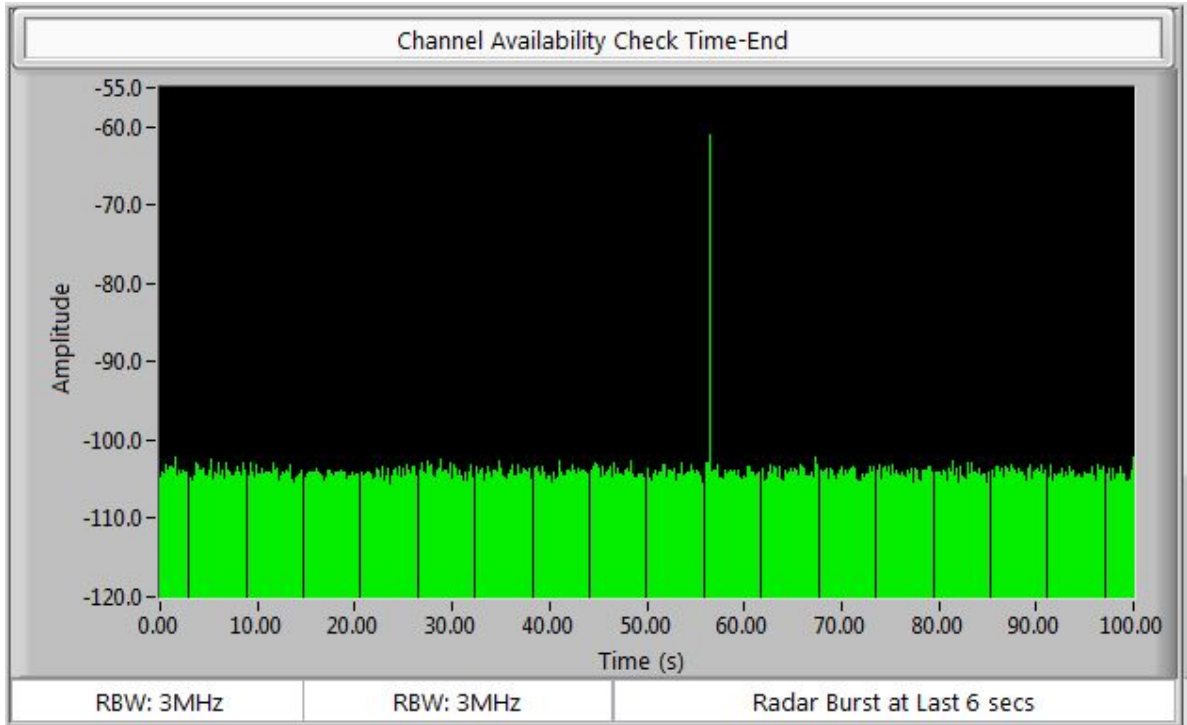 Channel Availability Check Time-End
-55.0
-60.0
-70.0
-80.0
-90.0
-100.0
-110.0
-120.0
Amplitude
0.00 10.00 20.00 30.00 40.00 50.00 60.00 70.00 80.00 90.00 100.00
Time (s)
RBW: 3MHz RBW: 3MHz Radar Burst at Last 6 secs